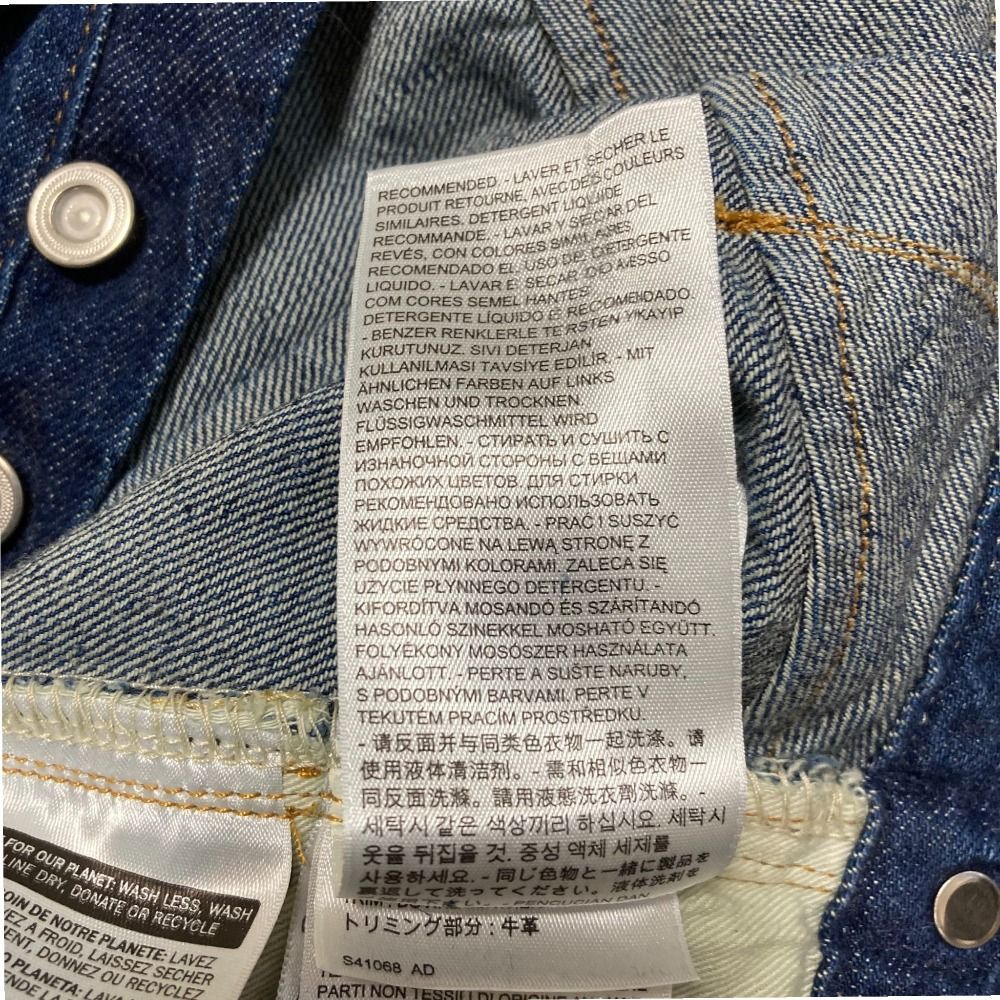 RECOMMENDED - LAVER ET SECHER LE
PRODUIT RETOURNE, AVEC DES COULEURS
SIMILAIRES. DETERGENT LIQUIDE
RECOMMANDE. - LAVAR Y SECAR DEL
REVÉS, CON COLORES SIMILARES
RECOMENDADO EL USO DE DETERGENTE
LIQUIDO. - LAVAR E SECAR DO AVESSO
COM CORES SEMELHANTES
DETERGENTE LÍQUIDO É RECOMENDADO.
- BENZER RENKLERLE TERSTEN YIKAYIP
KURUTUNUZ. SIVI DETERJAN
KULLANILMASI TAVSİYE EDİLİR. - MIT
ÄHNLICHEN FARBEN AUF LINKS
WASCHEN UND TROCKNEN.
FLÜSSIGWASCHMITTEL WIRD
EMPFOHLEN. - СТИРАТЬ И СУШИТЬ С
ИЗНАНОЧНОЙ СТОРОНЫ С ВЕЩАМИ
ПОХОЖИХ ЦВЕТОВ. ДЛЯ СТИРКИ
РЕКОМЕНДОВАНО ИСПОЛЬЗОВАТЬ
ЖИДКИЕ СРЕДСТВА. - PRAĆ I SUSZYĆ
WYWRÓCONE NA LEWĄ STRONĘ Z
PODOBNYMI KOLORAMI. ZALECA SIĘ
UŻYCIE PŁYNNEGO DETERGENTU. -
KIFORDÍTVA MOSANDÓ ÉS SZÁRÍTANDÓ
HASONLÓ SZINEKKEL MOSHATÓ EGYÜTT.
FOLYÉKONY MOSÓSZER HASZNÁLATA
AJÁNLOTT. - PERTE A SUŠTE NARUBY,
S PODOBNÝMI BARVAMI. PERTE V
TEKUTÉM PRACÍM PROSTŘEDKU.
- 请反面并与同类色衣物一起洗涤。请
使用液体清洁剂。- 需和相似色衣物一
同反面洗滌。請用液態洗衣劑洗滌。-
세탁시 같은 색상끼리 하십시요. 세탁시
옷을 뒤집을 것. 중성 액체 세제를
사용하세요. - 同じ色物と一緒に製品を
裏返して洗ってください。液体洗剤を
トリミング部分 : 牛革
S41068 AD
PARTI NON TESSILI DI ORIGINE
FOR OUR PLANET: WASH LESS, WASH
LINE DRY, DONATE OR RECYCLE
OIN DE NOTRE PLANETE: LAVEZ
A FROID, LAISSEZ SECHER
DONNEZ OU RECYCLEZ
PLANETA: LAVA